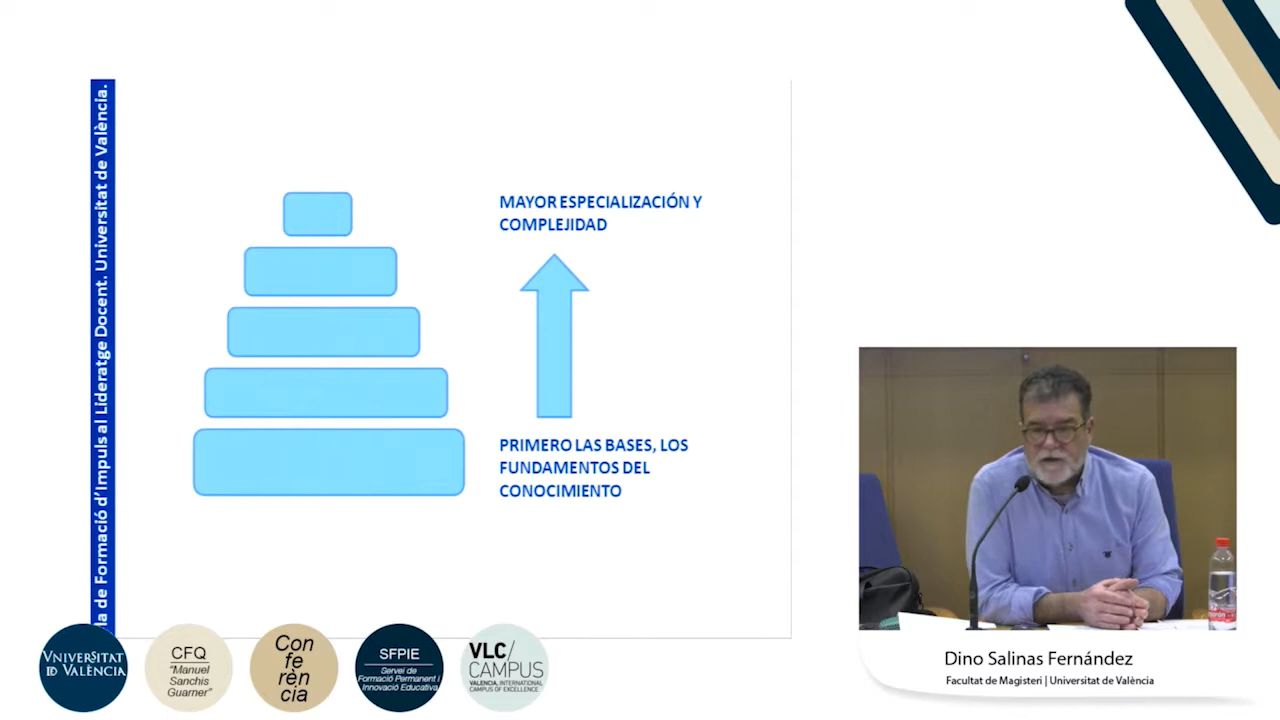 la de Formació d'Impuls al Lideratge Docent. Universitat de València.
MAYOR ESPECIALIZACIÓN Y
COMPLEJIDAD
PRIMERO LAS BASES, LOS
FUNDAMENTOS DEL
CONOCIMIENTO
VNIVERSITAT
DE VALÈNCIA
CFQ
"Manuel
Sanchis
Guarner"
Con
fe
rèn
cia
SFPIE
Servei de
Formació Permanent i
Innovació Educativa
VLC/
CAMPUS
VALENCIA, INTERNATIONAL
CAMPUS OF EXCELLENCE
Dino Salinas Fernández
Facultat de Magisteri | Universitat de València